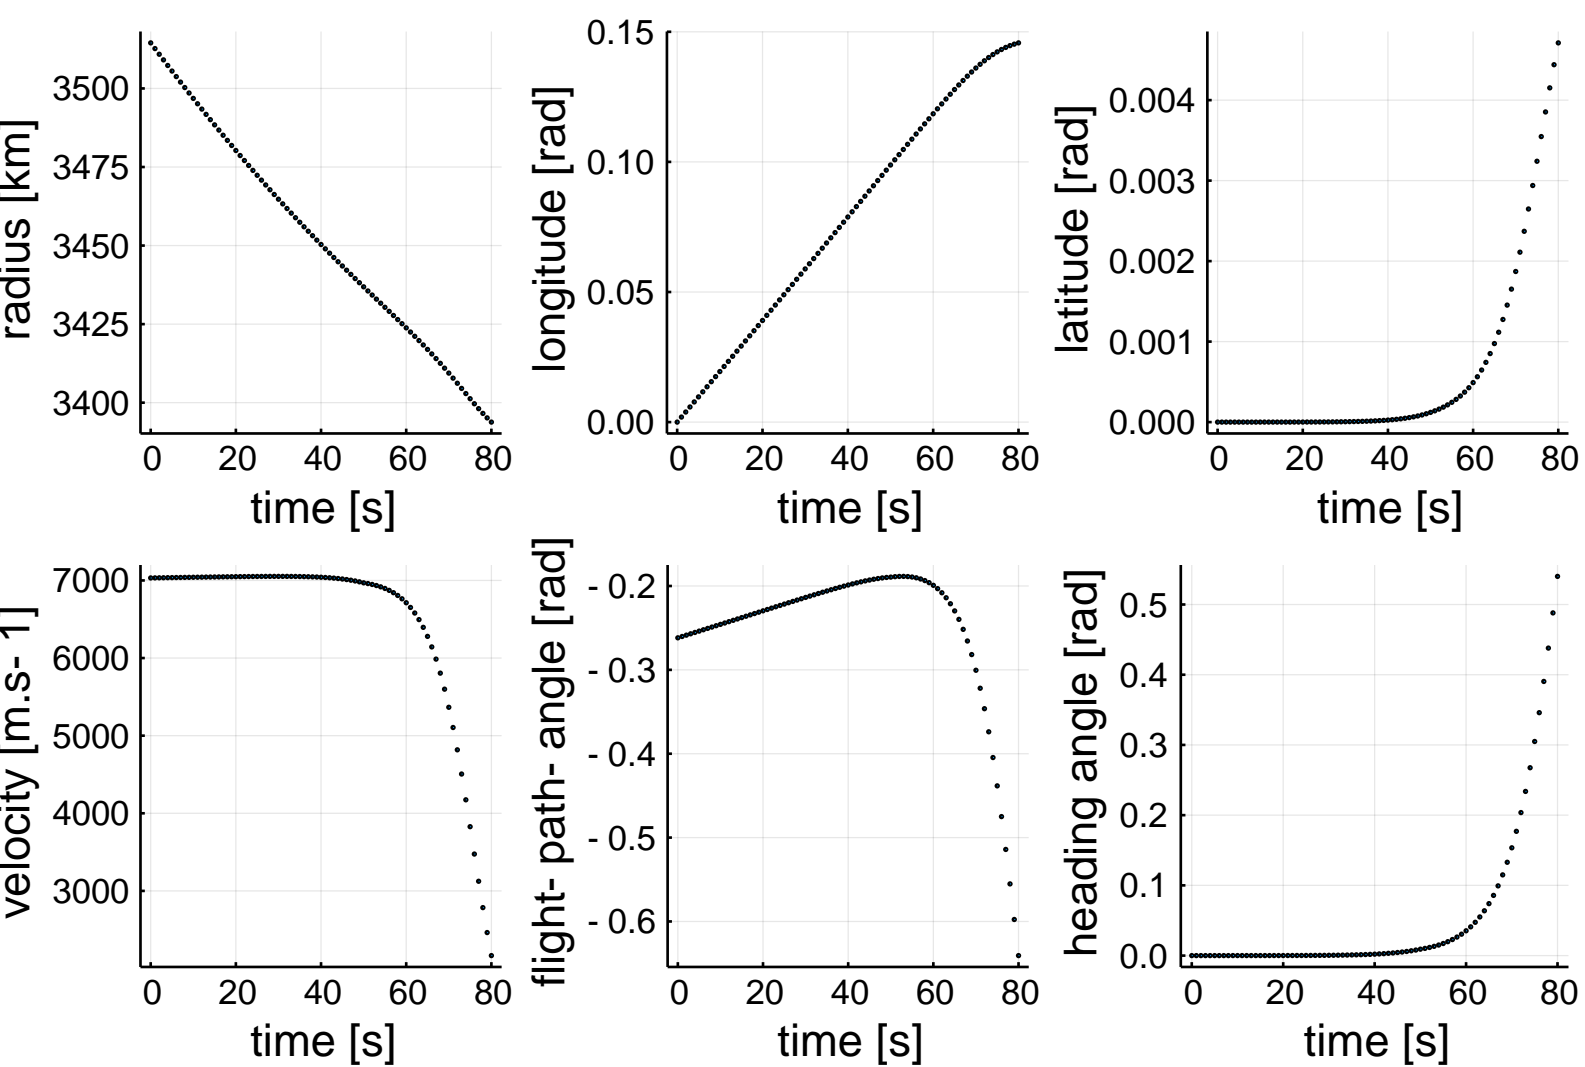 radius [km]
3500
3475
3450
3425
3400
0 20 40 60 80
time [s]
longitude [rad]
0.15
0.10
0.05
0.00
0 20 40 60 80
time [s]
latitude [rad]
0.004
0.003
0.002
0.001
0.000
0 20 40 60 80
time [s]
velocity [m.s- 1]
7000
6000
5000
4000
3000
0 20 40 60 80
time [s]
flight- path- angle [rad]
- 0.2
- 0.3
- 0.4
- 0.5
- 0.6
0 20 40 60 80
time [s]
heading angle [rad]
0.5
0.4
0.3
0.2
0.1
0.0
0 20 40 60 80
time [s]